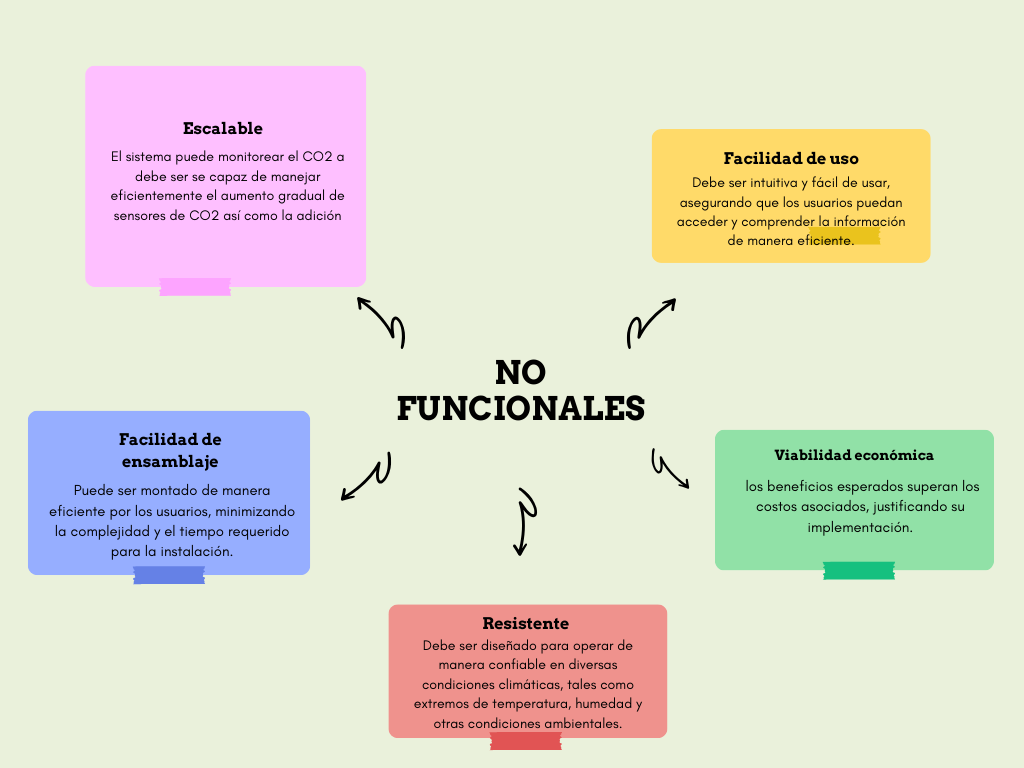 Escalable
El sistema puede monitorear el CO2 a
debe ser se capaz de manejar
eficientemente el aumento gradual de
sensores de CO2 así como la adición
Facilidad de uso
Debe ser intuitiva y fácil de usar,
asegurando que los usuarios puedan
acceder y comprender la información
de manera eficiente.
NO
FUNCIONALES
Facilidad de
ensamblaje
Puede ser montado de manera
eficiente por los usuarios, minimizando
la complejidad y el tiempo requerido
para la instalación.
Viabilidad económica
los beneficios esperados superan los
costos asociados, justificando su
implementación.
Resistente
Debe ser diseñado para operar de
manera confiable en diversas
condiciones climáticas, tales como
extremos de temperatura, humedad y
otras condiciones ambientales.